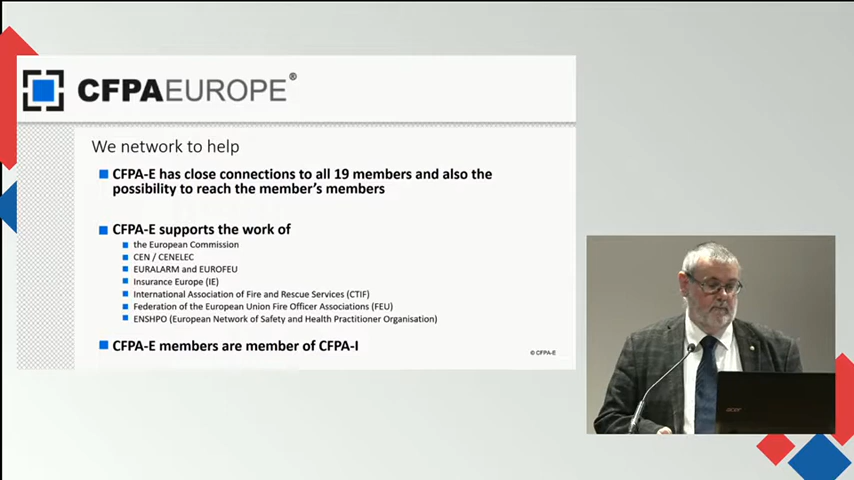 CFPAEUROPE®
We network to help
CFPA-E has close connections to all 19 members and also the
possibility to reach the member's members
CFPA-E supports the work of
the European Commission
CEN / CENELEC
EURALARM and EUROFEU
Insurance Europe (IE)
International Association of Fire and Rescue Services (CTIF)
Federation of the European Union Fire Officer Associations (FEU)
ENSHPO (European Network of Safety and Health Practitioner Organisation)
CFPA-E members are member of CFPA-I
© CFPA-E
acer